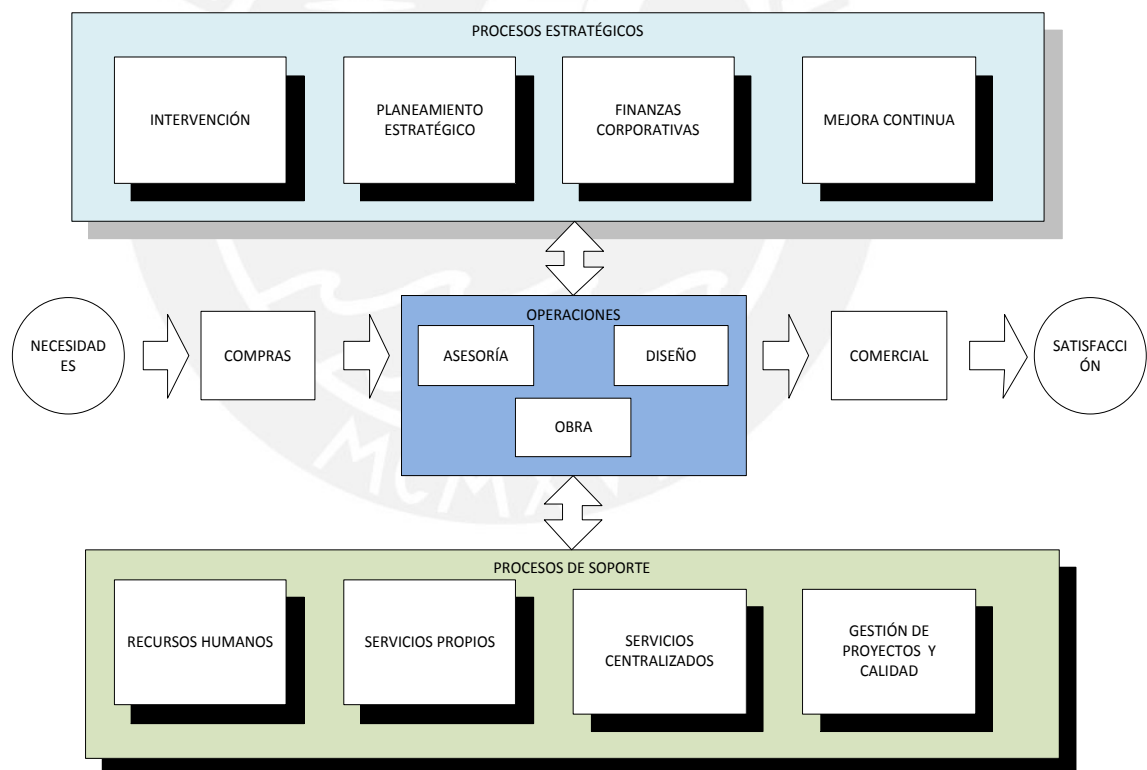 PROCESOS ESTRATÉGICOS
INTERVENCIÓN
PLANEAMIENTO
ESTRATÉGICO
FINANZAS
CORPORATIVAS
MEJORA CONTINUA
NECESIDAD
ES
COMPRAS
OPERACIONES
ASESORÍA
DISEÑO
OBRA
COMERCIAL
SATISFACCI
ÓN
MCMXVII
PROCESOS DE SOPORTE
RECURSOS HUMANOS
SERVICIOS PROPIOS
SERVICIOS
CENTRALIZADOS
GESTIÓN DE
PROYECTOS Y
CALIDAD